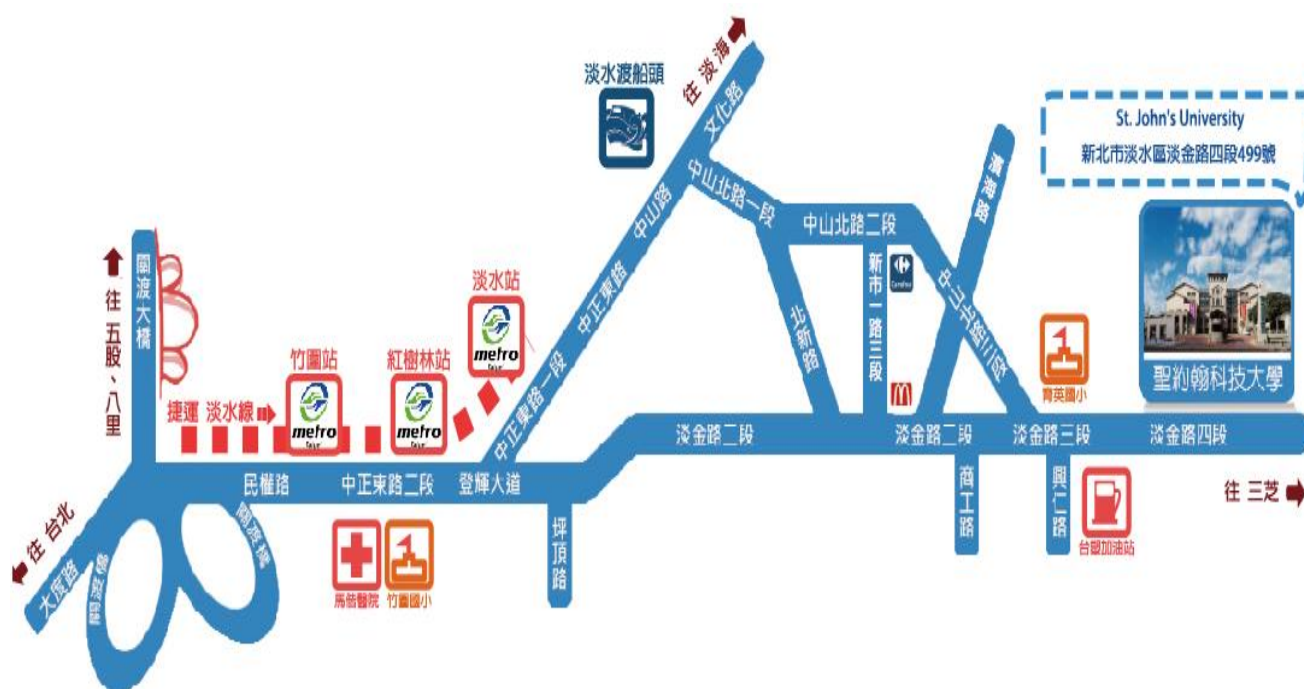 往 淡海
淡水渡船頭
文化路
St. John's University
新北市淡水區淡金路四段499號
中山北路一段
中山路
中山北路二段
關渡大橋
往 五股、八里
淡水站
metro
中正東路
新市一路三段
Carrefour
中山北路三段
北新路
竹圍站
metro
紅樹林站
metro
育英國小
聖約翰科技大學
捷運 淡水線
中正東路一段
淡金路二段
淡金路二段
淡金路三段
淡金路四段
民權路
中正東路二段
登輝大道
往 三芝
往 台北
大度路
關渡橋
關渡橋
坪頂路
商工路
興仁路
台塑加油站
馬偕醫院
竹圍國小